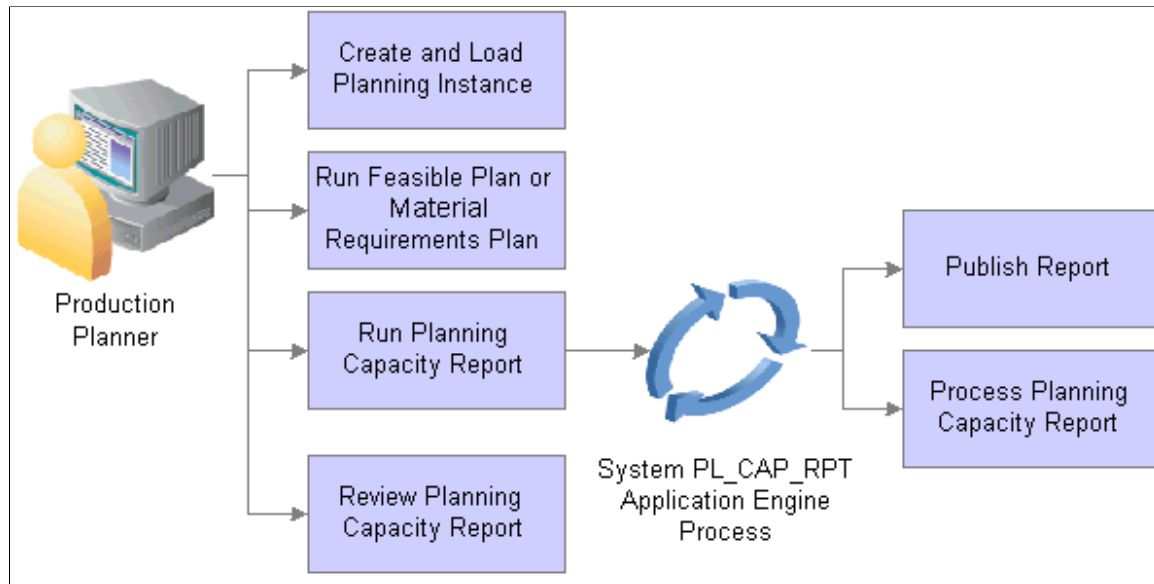 Create and Load
Planning Instance
Run Feasible Plan or
Material
Requirements Plan
Production
Planner
Run Planning
Capacity Report
Review Planning
Capacity Report
System PL_CAP_RPT
Application Engine
Process
Publish Report
Process Planning
Capacity Report